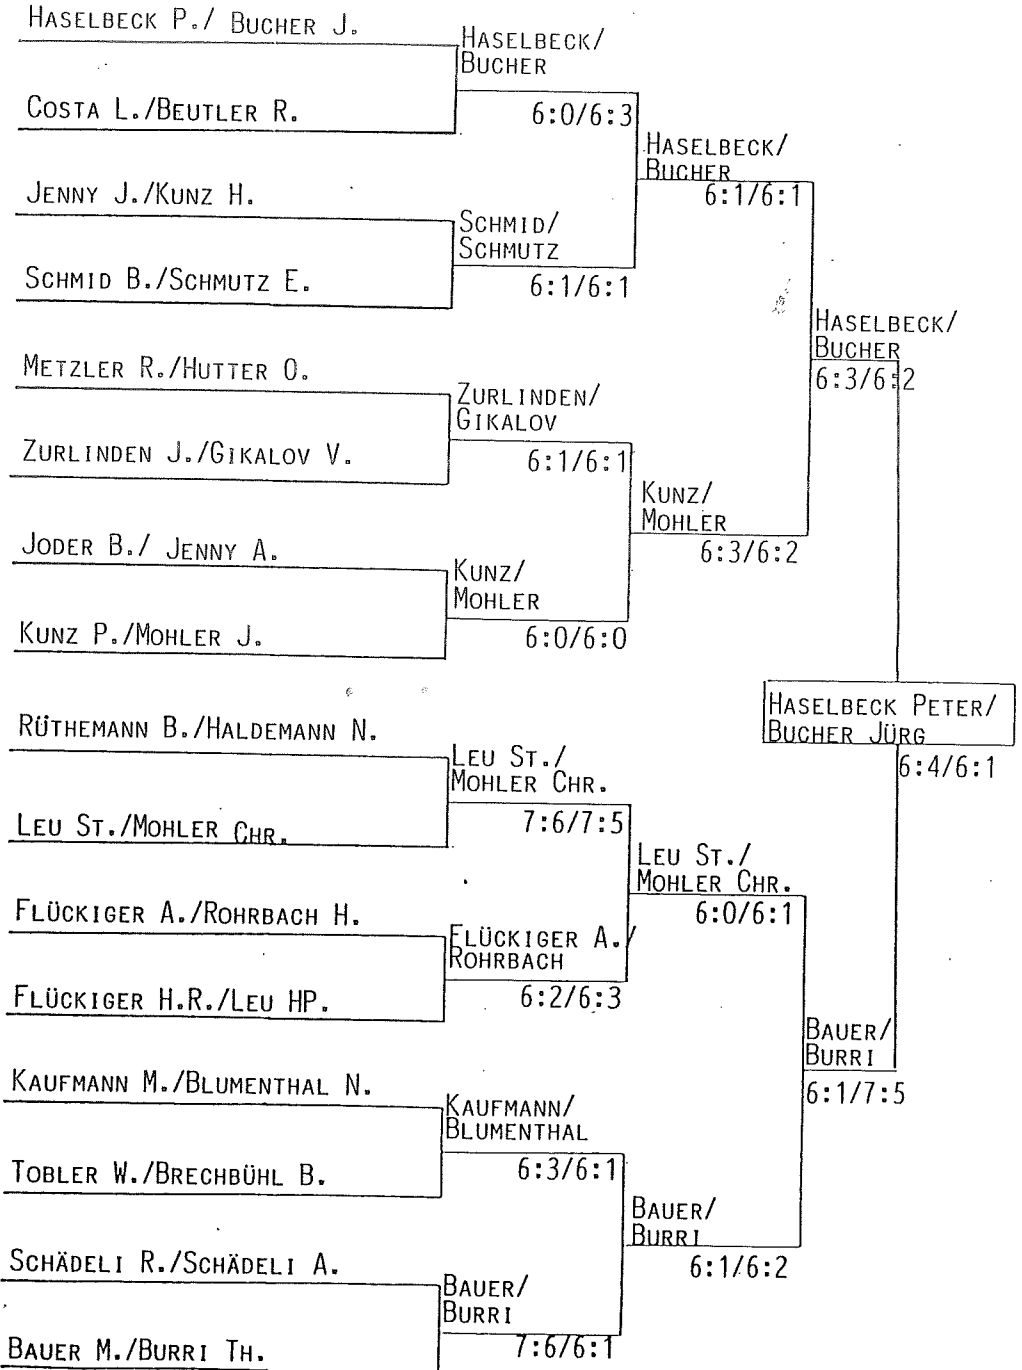 HASELBECK P./ BUCHER J.
COSTA L./BEUTLER R.
JENNY J./KUNZ H.
SCHMID B./SCHMUTZ E.
METZLER R./HUTTER O.
ZURLINDEN J./GIKALOV V.
JODER B./ JENNY A.
KUNZ P./MOHLER J.
RÜTHEMANN B./HALDEMANN N.
LEU ST./MOHLER CHR.
FLÜCKIGER A./ROHRBACH H.
FLÜCKIGER H.R./LEU HP.
KAUFMANN M./BLUMENTHAL N.
TOBLER W./BRECHBÜHL B.
SCHÄDELI R./SCHÄDELI A.
BAUER M./BURRI TH.
HASELBECK/
BUCHER
6:0/6:3
SCHMID/
SCHMUTZ
6:1/6:1
ZURLINDEN/
GIKALOV
6:1/6:1
KUNZ/
MOHLER
6:0/6:0
LEU ST./
MOHLER CHR.
7:6/7:5
FLÜCKIGER A./
ROHRBACH
6:2/6:3
KAUFMANN/
BLUMENTHAL
6:3/6:1
BAUER/
BURRI
7:6/6:1
HASELBECK/
BUCHER
6:1/6:1
KUNZ/
MOHLER
6:3/6:2
LEU ST./
MOHLER CHR.
6:0/6:1
BAUER/
BURRI
6:1/6:2
HASELBECK/
BUCHER
6:3/6:2
BAUER/
BURRI
6:1/7:5
HASELBECK PETER/
BUCHER JÜRG
6:4/6:1